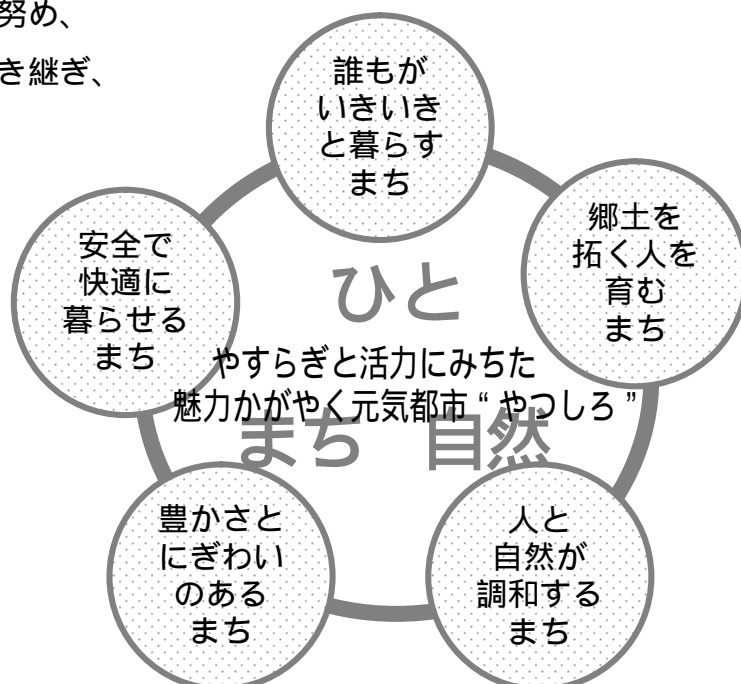 努め、
き継ぎ、
誰もが
いきいき
と暮らす
まち
郷土を
拓く人を
育む
まち
安全で
快適に
暮らせる
まち
ひと
やすらぎと活力にみちた
魅力かがやく元気都市“やつしろ”
まち 自然
豊かさと
にぎわい
のある
まち
人と
自然が
調和する
まち